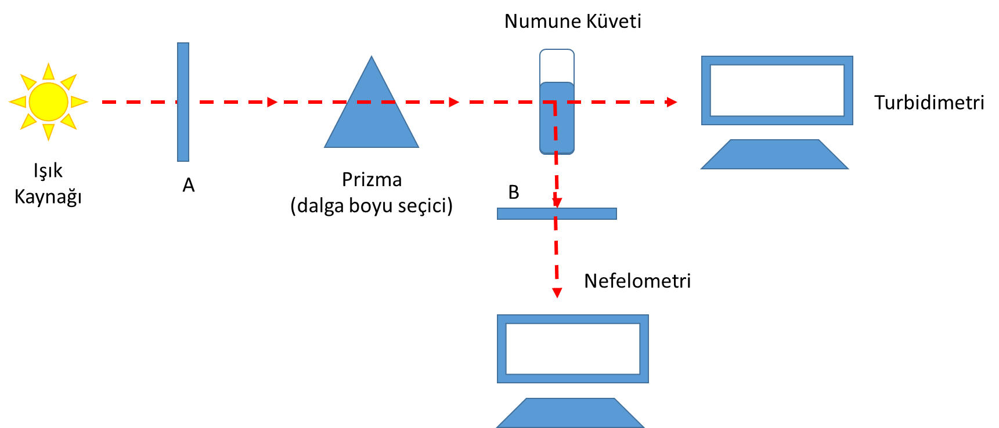 Numune Küveti
Turbidimetri
Işık
Kaynağı
A
Prizma
(dalga boyu seçici)
B
Nefelometri